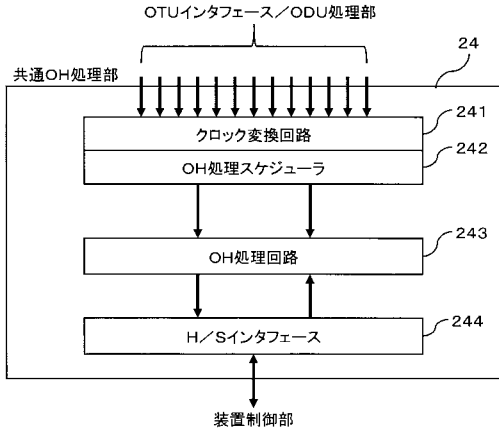 OTUインタフェース／ODU処理部
共通OH処理部
24
クロック変換回路
241
OH処理スケジューラ
242
OH処理回路
243
H／Sインタフェース
244
装置制御部